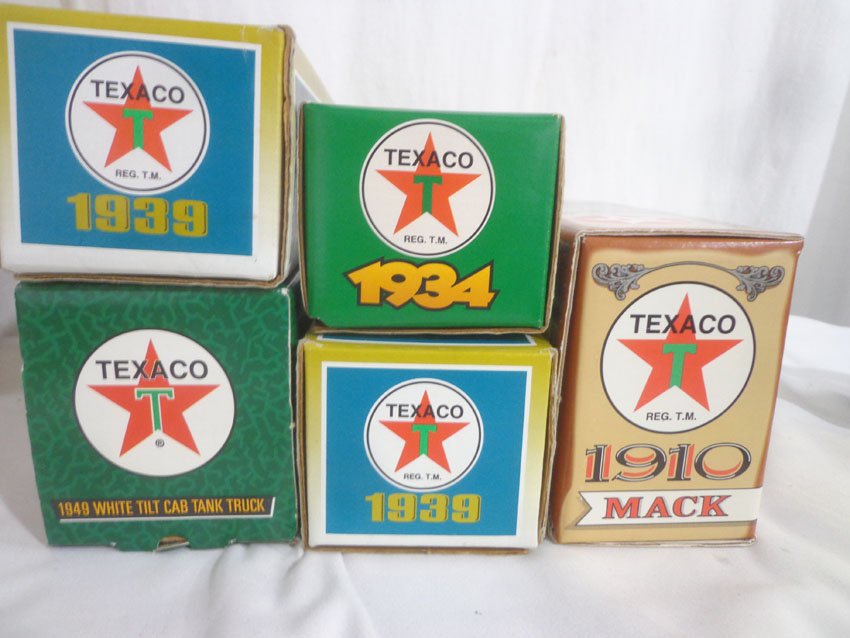 TEXACO
T
REG. T.M.
1939
TEXACO
T
REG. T.M.
1934
TEXACO
T
®
1949 WHITE TILT CAB TANK TRUCK
TEXACO
T
REG. T.M.
1939
TEXACO
T
REG. T.M.
1910
MACK